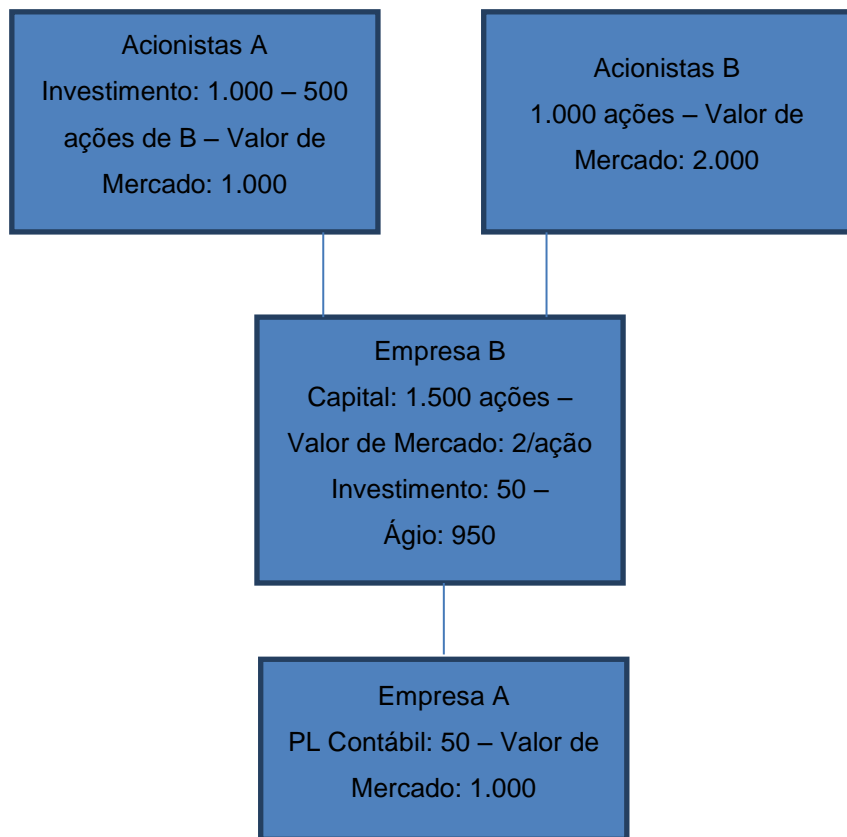 Acionistas A
Investimento: 1.000 – 500
ações de B – Valor de
Mercado: 1.000
Acionistas B
1.000 ações – Valor de
Mercado: 2.000
Empresa B
Capital: 1.500 ações –
Valor de Mercado: 2/ação
Investimento: 50 –
Ágio: 950
Empresa A
PL Contábil: 50 – Valor de
Mercado: 1.000